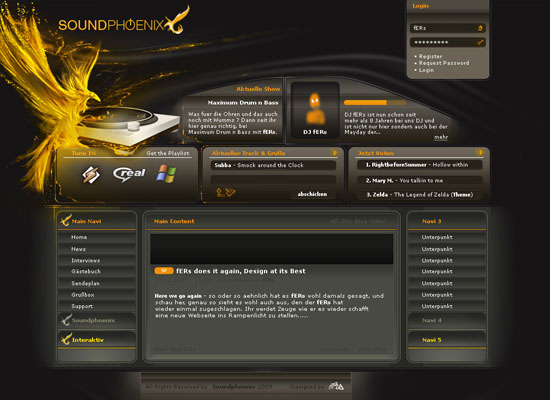 SOUNDPHOENIX
Login
fERs
*********
Register
Request Password
Login
Aktuelle Show
Maximum Drum n Bass
Was fuer die Ohren und das auch
noch mit Wumms ? Dann seit ihr
hier genau richtig, bei
Maximum Drum n Bass mit fERs.
DJ fERs
DJ fERs ist nun schon seit
mehr als 8 Jahren bei uns DJ und
ist nicht nur hier sondern auch bei der
Mayday der...
mehr
Tune IN
Get the Playlist
real
Aktueller Track & Grüße
Subba - Smock around the Clock
abschicken
Jetzt Voten
1. RightbeforeSummer - Hollow within
2. Mary M. - You talkin to me
3. Zelda - The Legend of Zelda (Theme)
Main Navi
Home
News
Interviews
Gästebuch
Sendeplan
Grußbox
Support
Soundphoenix
Interaktiv
Main Content
fERs does it again, Design at its Best
Here we go again - so oder so aehnlich hat es fERs wohl damals gesagt, und
schau her, genau so sieht es wohl auch aus, den der fERs hat
wieder einmal zugeschlagen. Ihr werdet Zeuge wie er es wieder schafft
eine neue Webseite ins Rampenlicht zu stellen.....
Navi 3
Unterpunkt
Unterpunkt
Unterpunkt
Unterpunkt
Unterpunkt
Unterpunkt
Unterpunkt
Navi 4
Navi 5
All Rights Reserved by Soundphoenix 2009
Designed by